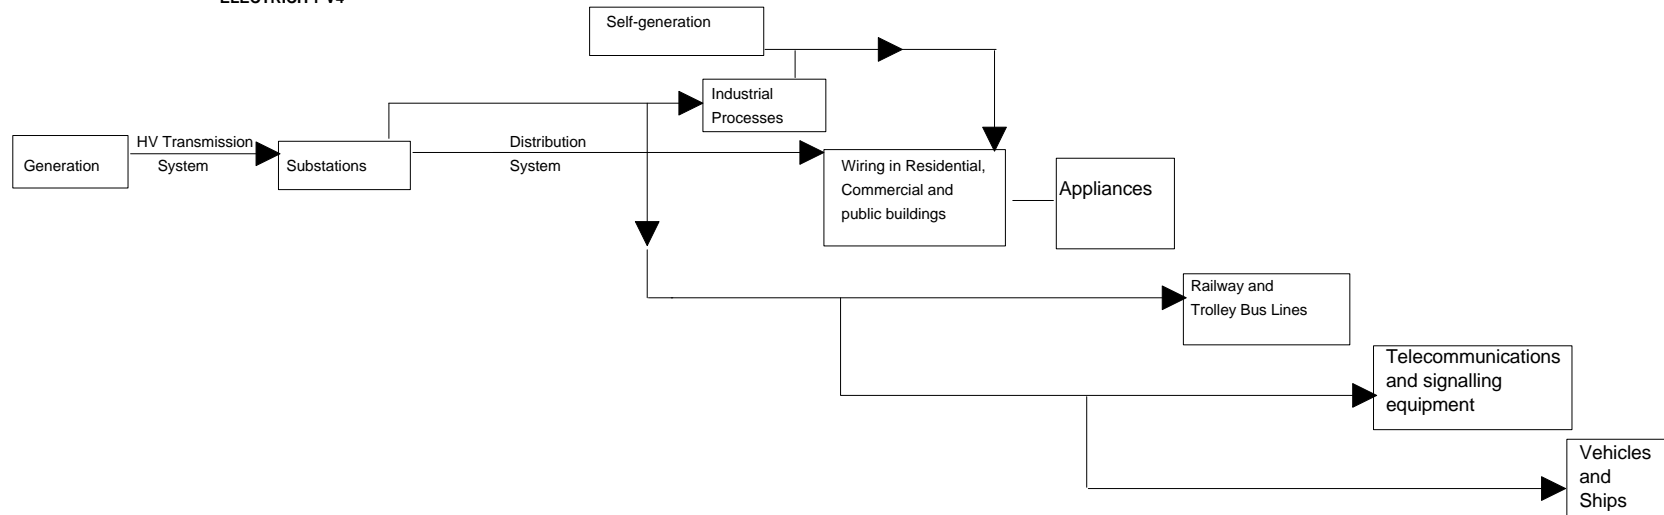 Self-generation
Industrial
Processes
HV Transmission
System
Distribution
System
Generation
Substations
Wiring in Residential,
Commercial and
public buildings
Appliances
Railway and
Trolley Bus Lines
Telecommunications
and signalling
equipment
Vehicles
and
Ships